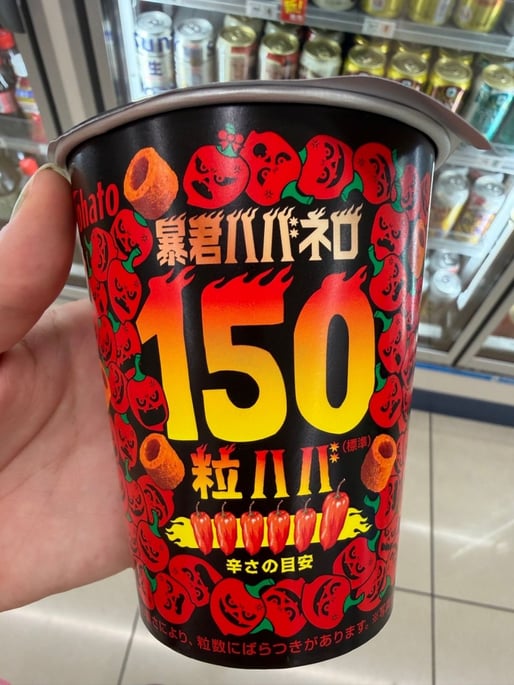 暴君ハバネロ
150
粒ハバ*(標準)
辛さの目安
さにより、粒数にばらつきがあります。